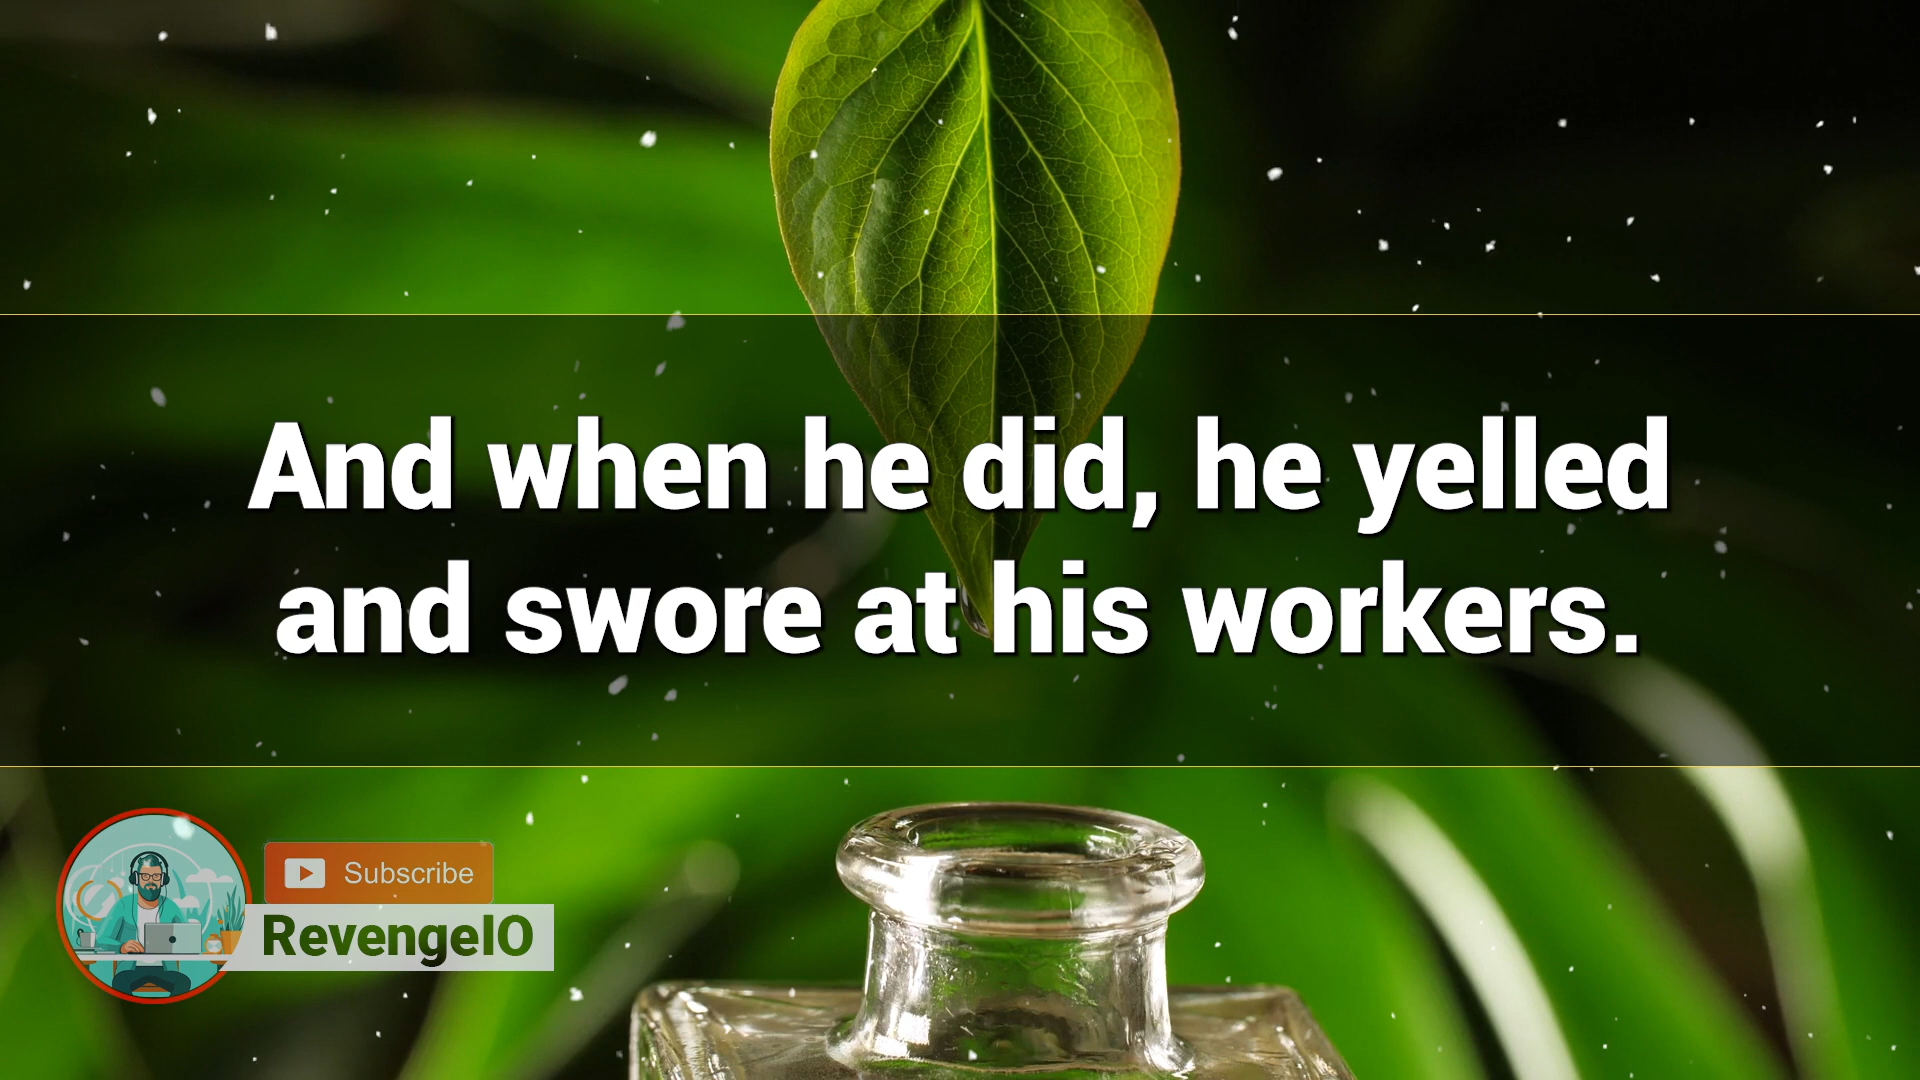 And when he did, he yelled
and swore at his workers.
Subscribe
RevengeIO